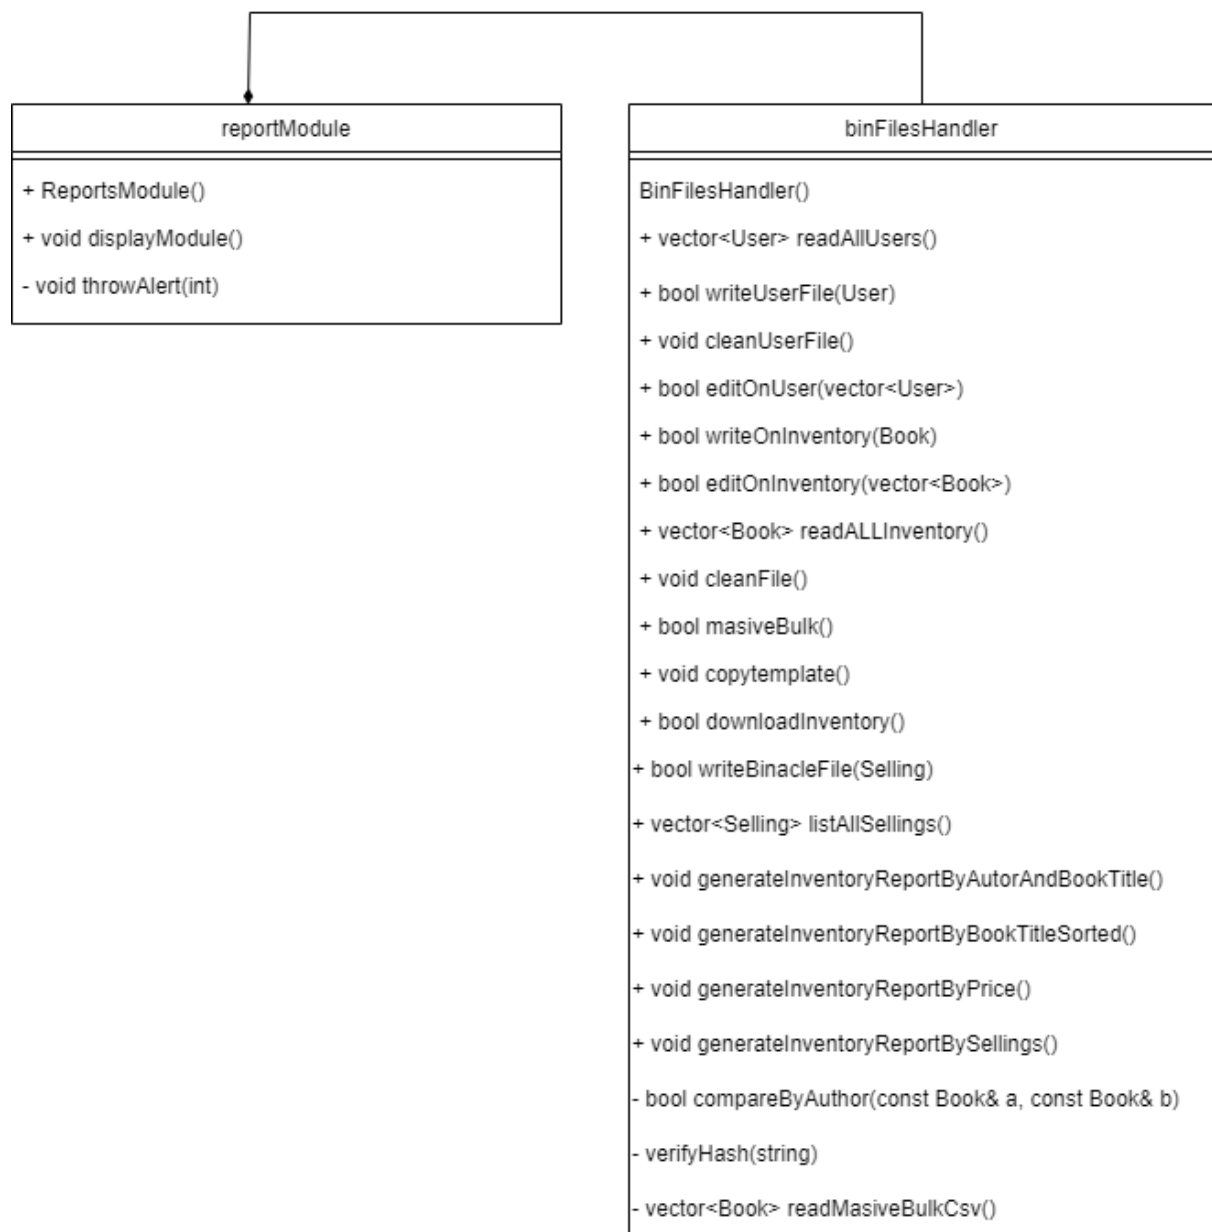 reportModule
+ ReportsModule()
+ void displayModule()
- void throwAlert(int)
binFilesHandler
BinFilesHandler()
+ vector<User> readAllUsers()
+ bool writeUserFile(User)
+ void cleanUserFile()
+ bool editOnUser(vector<User>)
+ bool writeOnInventory(Book)
+ bool editOnInventory(vector<Book>)
+ vector<Book> readALLInventory()
+ void cleanFile()
+ bool masiveBulk()
+ void copytemplate()
+ bool downloadInventory()
+ bool writeBinacleFile(Selling)
+ vector<Selling> listAllSellings()
+ void generateInventoryReportByAutorAndBookTitle()
+ void generateInventoryReportByBookTitleSorted()
+ void generateInventoryReportByPrice()
+ void generateInventoryReportBySellings()
- bool compareByAuthor(const Book& a, const Book& b)
- verifyHash(string)
- vector<Book> readMasiveBulkCsv()